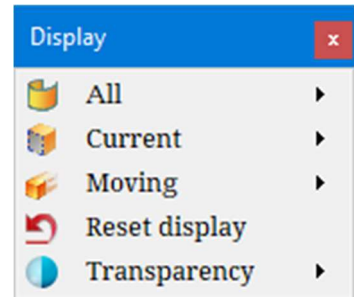 Display
x
All
Current
Moving
Reset display
Transparency